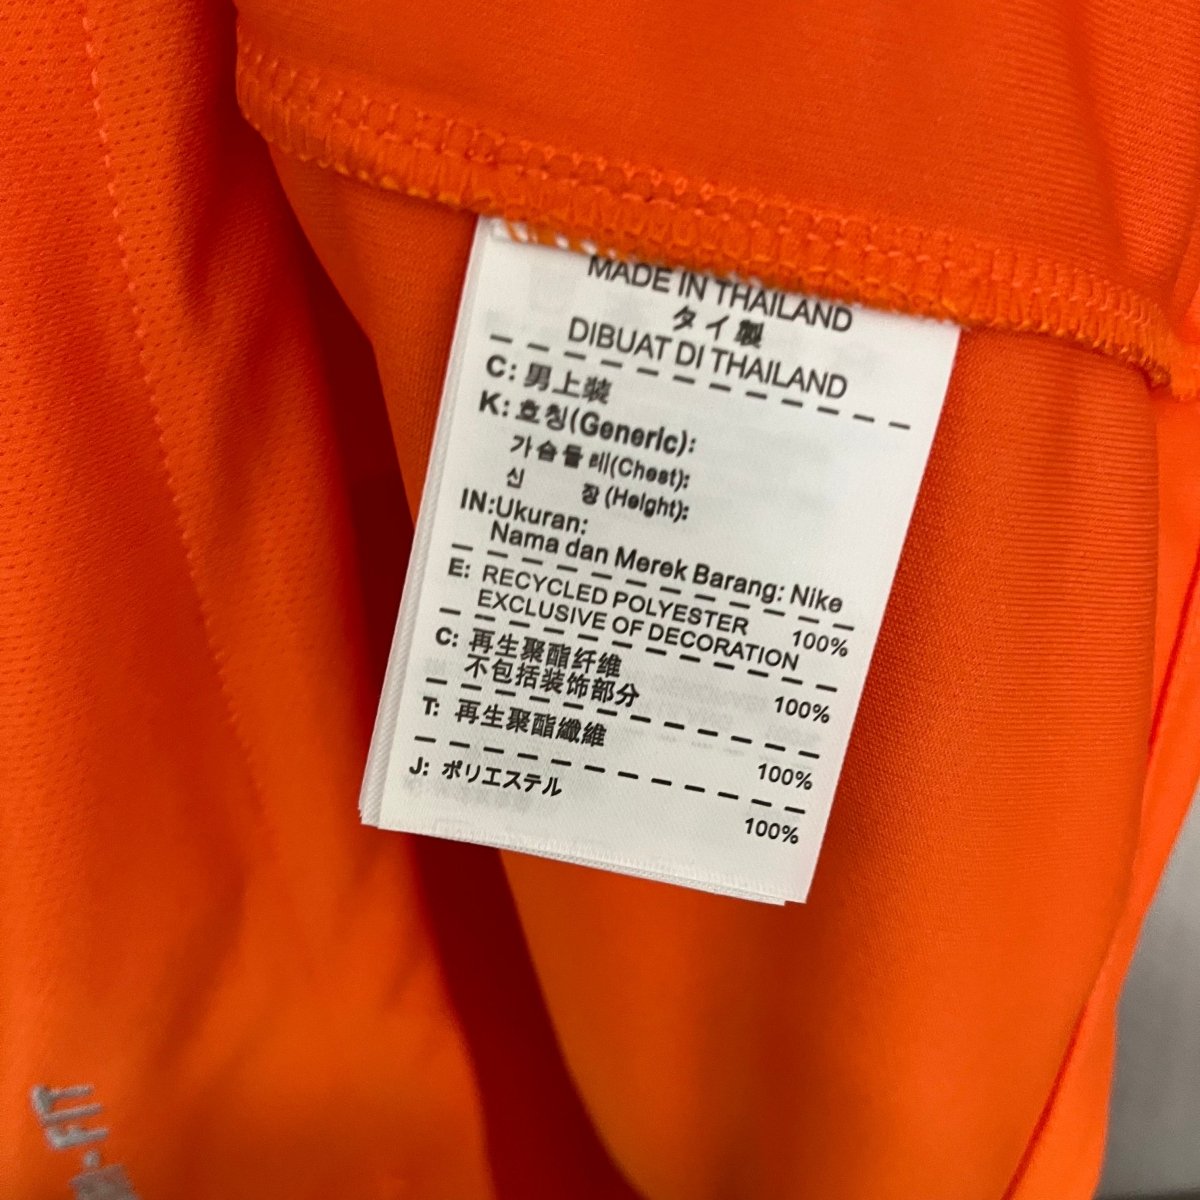 MADE IN THAILAND
タイ製
DIBUAT DI THAILAND
C: 男上装
K: 호칭(Generic):
가슴둘레(Chest):
신 장(Height):
IN:Ukuran:
Nama dan Merek Barang: Nike
E: RECYCLED POLYESTER 100%
EXCLUSIVE OF DECORATION
C: 再生聚酯纤维 100%
不包括装饰部分
T: 再生聚酯纖維 100%
J: ポリエステル 100%
-FIT